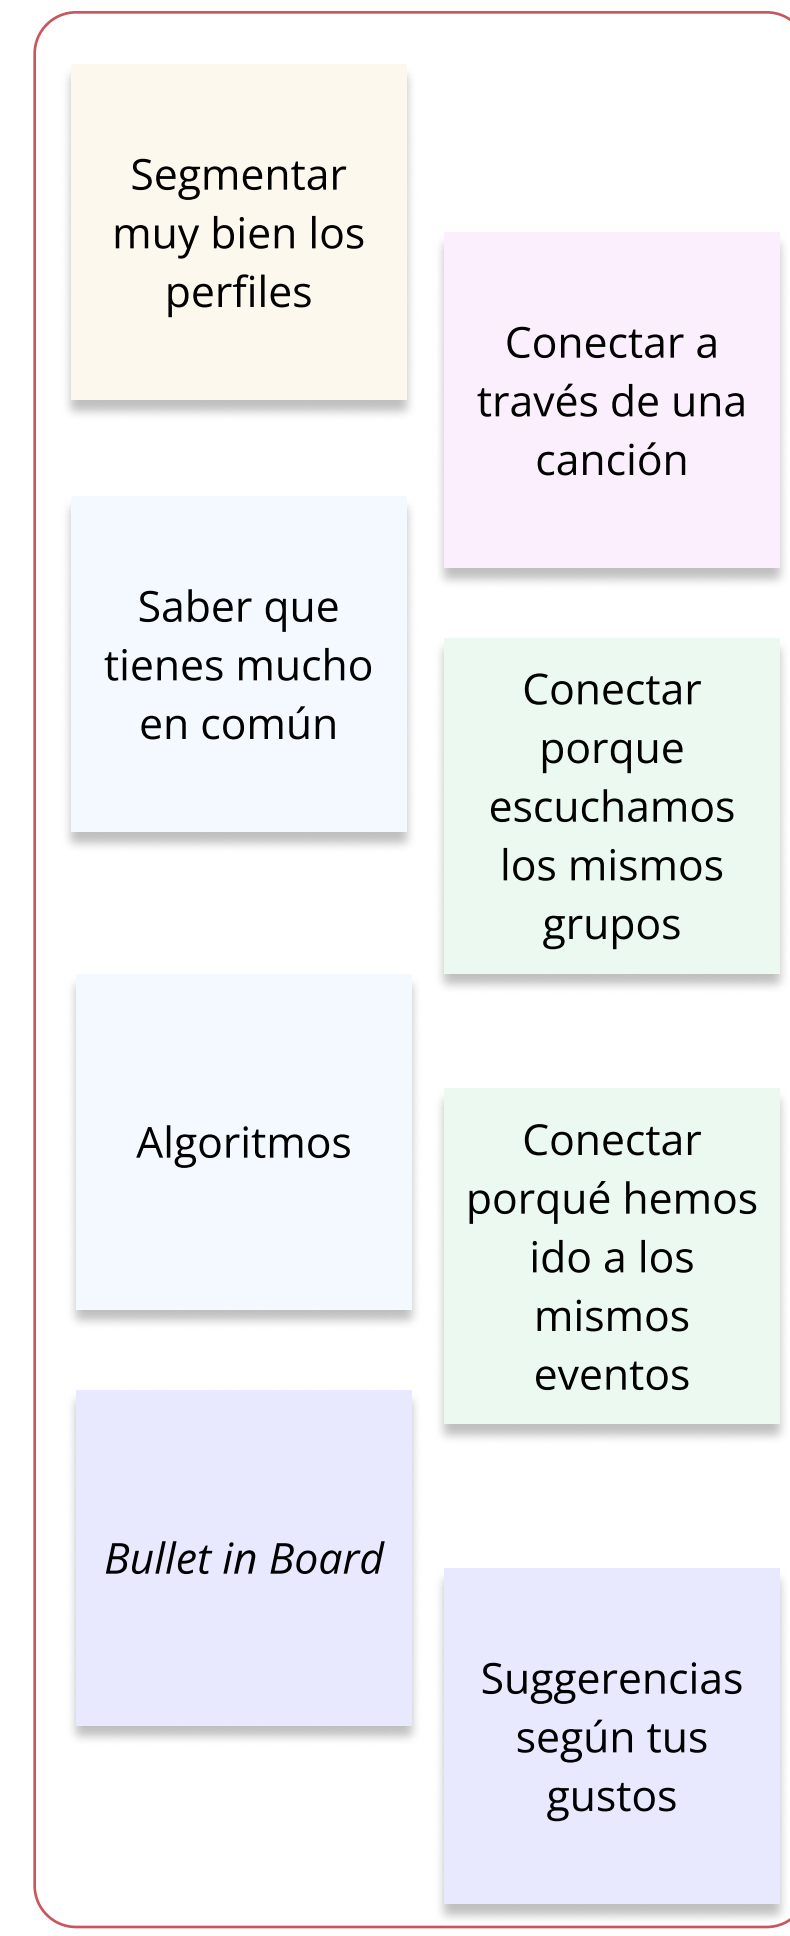 Segmentar
muy bien los
perfiles
Conectar a
través de una
canción
Saber que
tienes mucho
en común
Conectar
porque
escuchamos
los mismos
grupos
Algoritmos
Conectar
porqué hemos
ido a los
mismos
eventos
Bullet in Board
Suggerencias
según tus
gustos